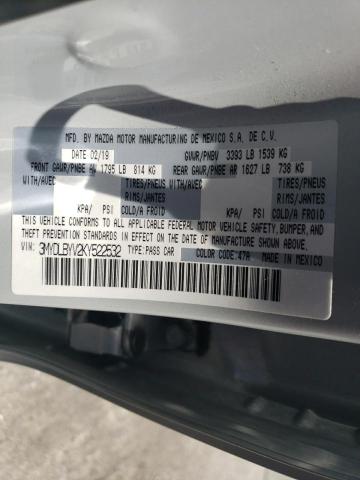 MFD. BY MAZDA MOTOR MANUFACTURING DE MEXICO S.A. DE C.V.
DATE: 02/19 GVWR/PNBV 3393 LB 1539 KG
FRONT GAWR/PNBE AV 1795 LB 814 KG REAR GAWR/PNBE AR 1627 LB 738 KG
WITH/AVEC TIRES/PNEUS WITH/AVEC TIRES/PNEUS
RIMS/JANTES RIMS/JANTES
KPA/ PSI COLD/A FROID KPA/ PSI COLD/A FROID
THIS VEHICLE CONFORMS TO ALL APPLICABLE FEDERAL MOTOR VEHICLE SAFETY, BUMPER, AND
THEFT PREVENTION STANDARDS IN EFFECT ON THE DATE OF MANUFACTURE SHOWN ABOVE.
VIN: 3MVDLBYV2KY522532 TYPE: PASS CAR COLOR CODE: 47A MADE IN MEXICO